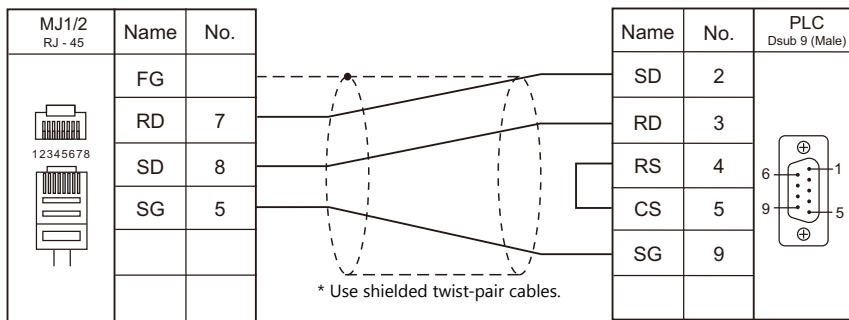 MJ1/2
RJ - 45
Name No.
FG
RD 7
SD 8
SG 5
12345678
* Use shielded twist-pair cables.
Name No.
PLC
Dsub 9 (Male)
SD 2
RD 3
RS 4
CS 5
SG 9
6 1
9 5